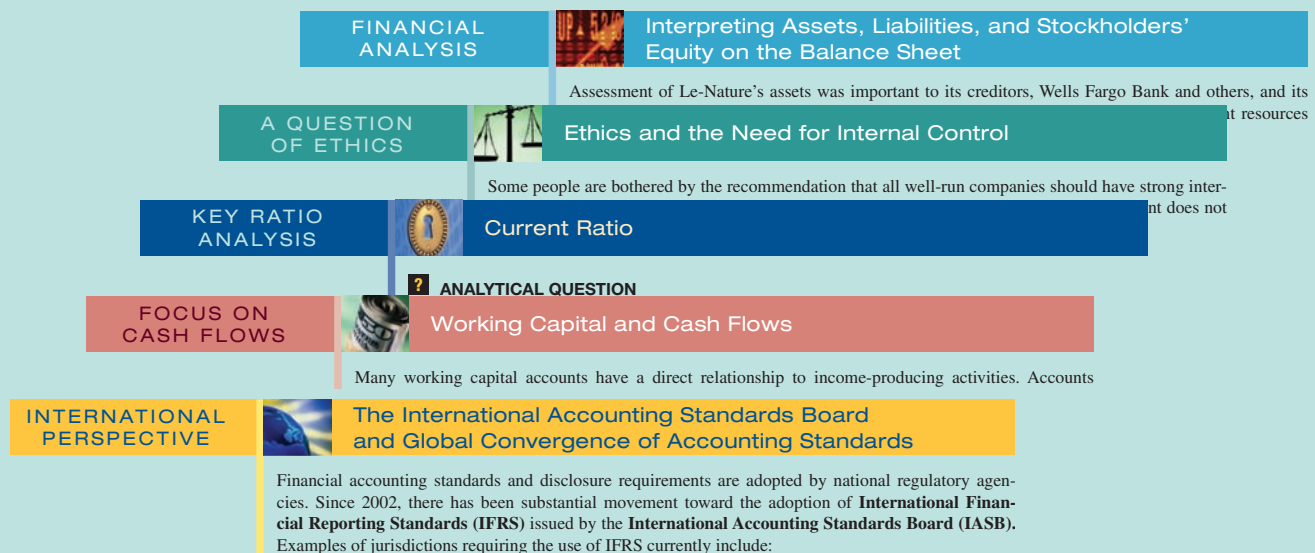 FINANCIAL
ANALYSIS
Interpreting Assets, Liabilities, and Stockholders’
Equity on the Balance Sheet
Assessment of Le-Nature’s assets was important to its creditors, Wells Fargo Bank and others, and its
resources
A QUESTION
OF ETHICS
Ethics and the Need for Internal Control
Some people are bothered by the recommendation that all well-run companies should have strong inter-
does not
KEY RATIO
ANALYSIS
Current Ratio
? ANALYTICAL QUESTION
FOCUS ON
CASH FLOWS
Working Capital and Cash Flows
Many working capital accounts have a direct relationship to income-producing activities. Accounts
INTERNATIONAL
PERSPECTIVE
The International Accounting Standards Board
and Global Convergence of Accounting Standards
Financial accounting standards and disclosure requirements are adopted by national regulatory agen-
cies. Since 2002, there has been substantial movement toward the adoption of International Finan-
cial Reporting Standards (IFRS) issued by the International Accounting Standards Board (IASB).
Examples of jurisdictions requiring the use of IFRS currently include: